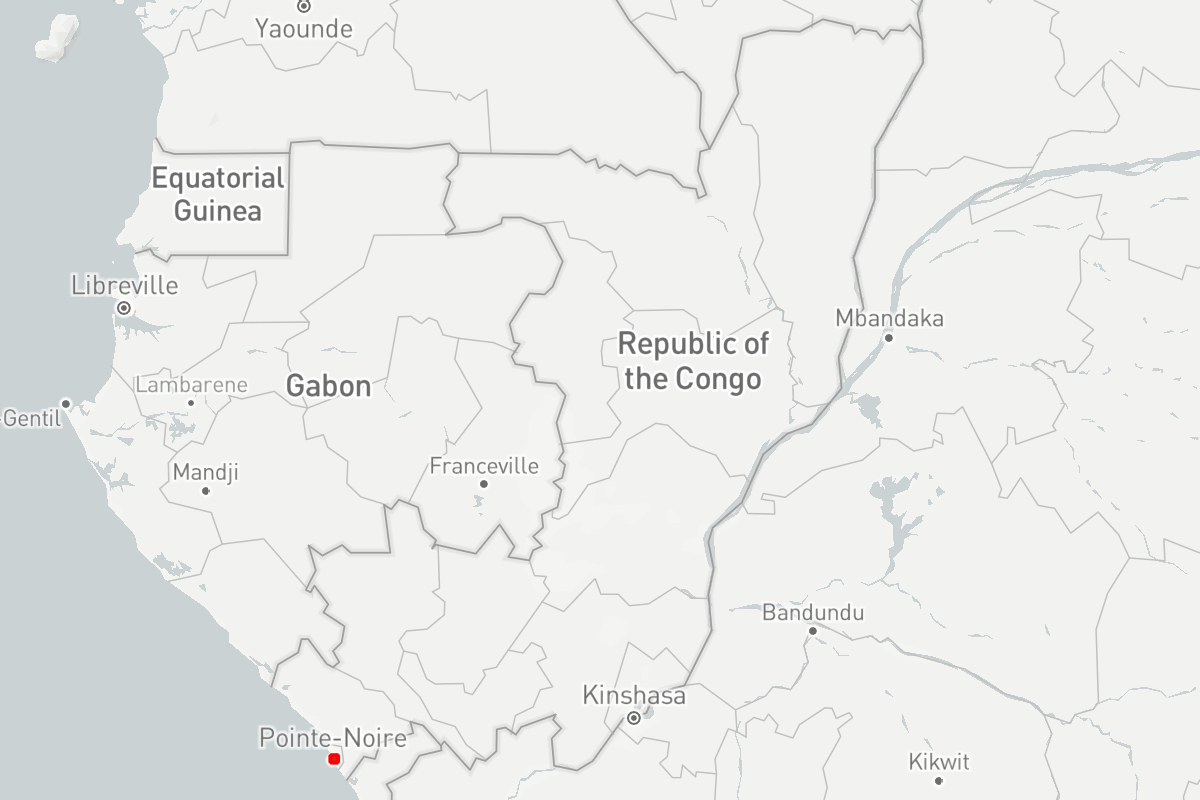 Yaounde
Equatorial
Guinea
Libreville
Mbandaka
Republic of
the Congo
Lambarene
Gabon
-Gentil
Franceville
Mandji
Bandundu
Kinshasa
Pointe-Noire
Kikwit